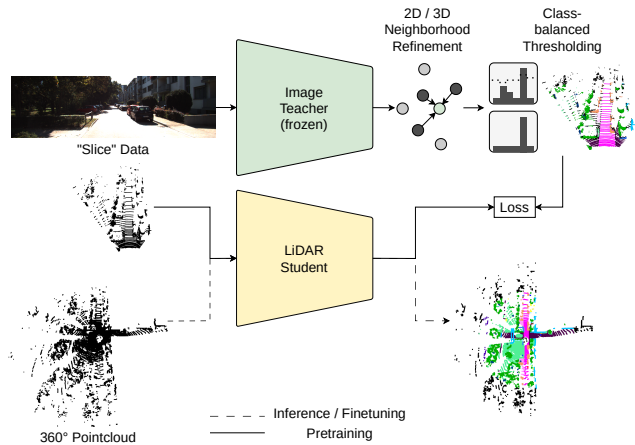 2D / 3D
Neighborhood
Refinement
Class-
balanced
Thresholding
Image
Teacher
(frozen)
"Slice" Data
Loss
LiDAR
Student
Inference / Finetuning
Pretraining
360° Pointcloud